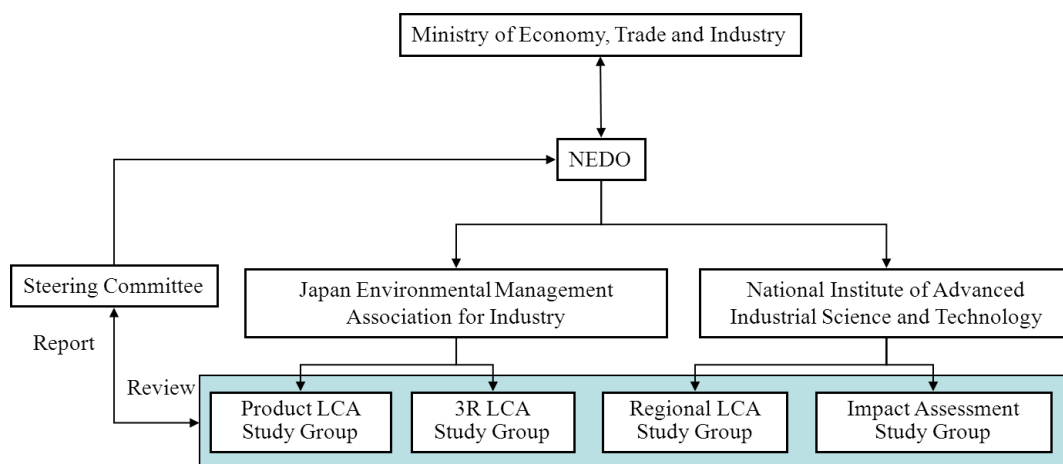 Ministry of Economy, Trade and Industry
NEDO
Steering Committee
Japan Environmental Management
Association for Industry
National Institute of Advanced
Industrial Science and Technology
Report
Review
Product LCA
Study Group
3R LCA
Study Group
Regional LCA
Study Group
Impact Assessment
Study Group